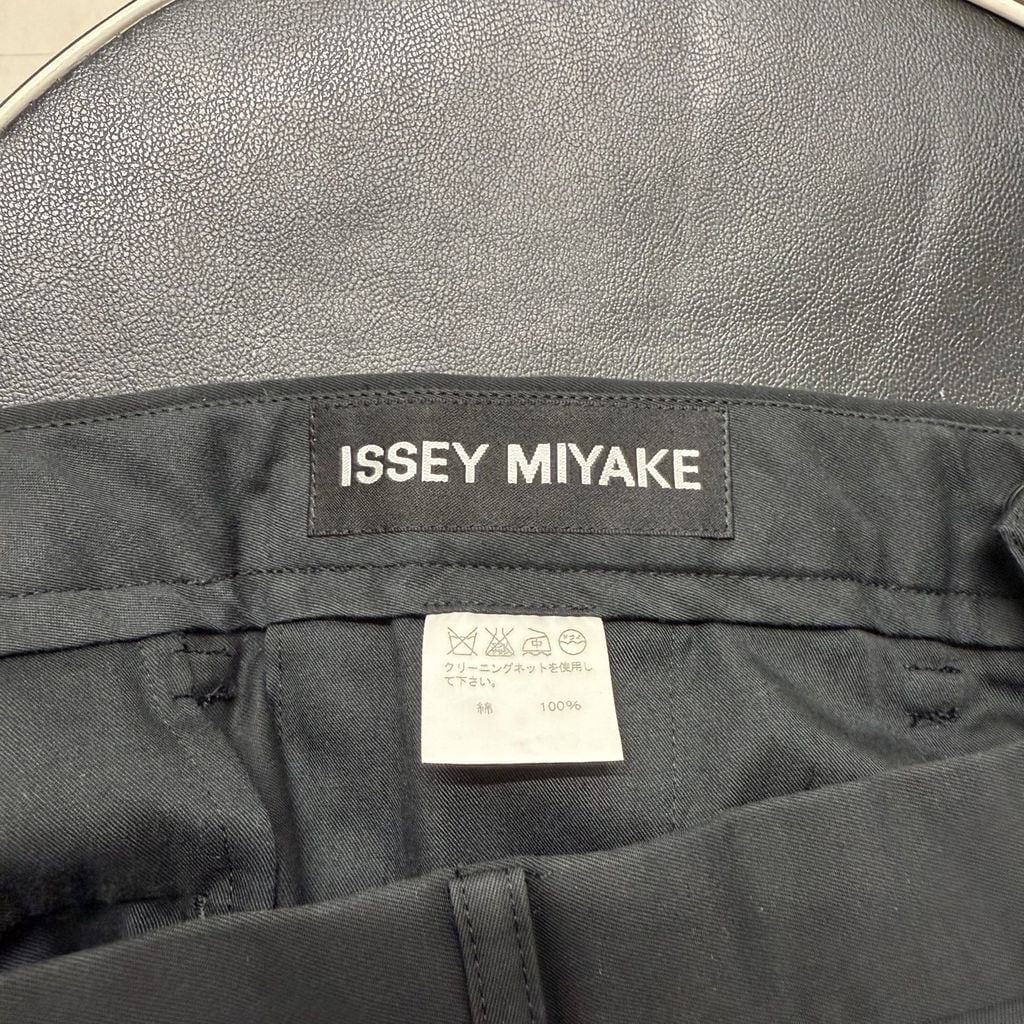 ISSEY MIYAKE
中 ドライ
クリーニングネットを使用し
て下さい。
綿 100%